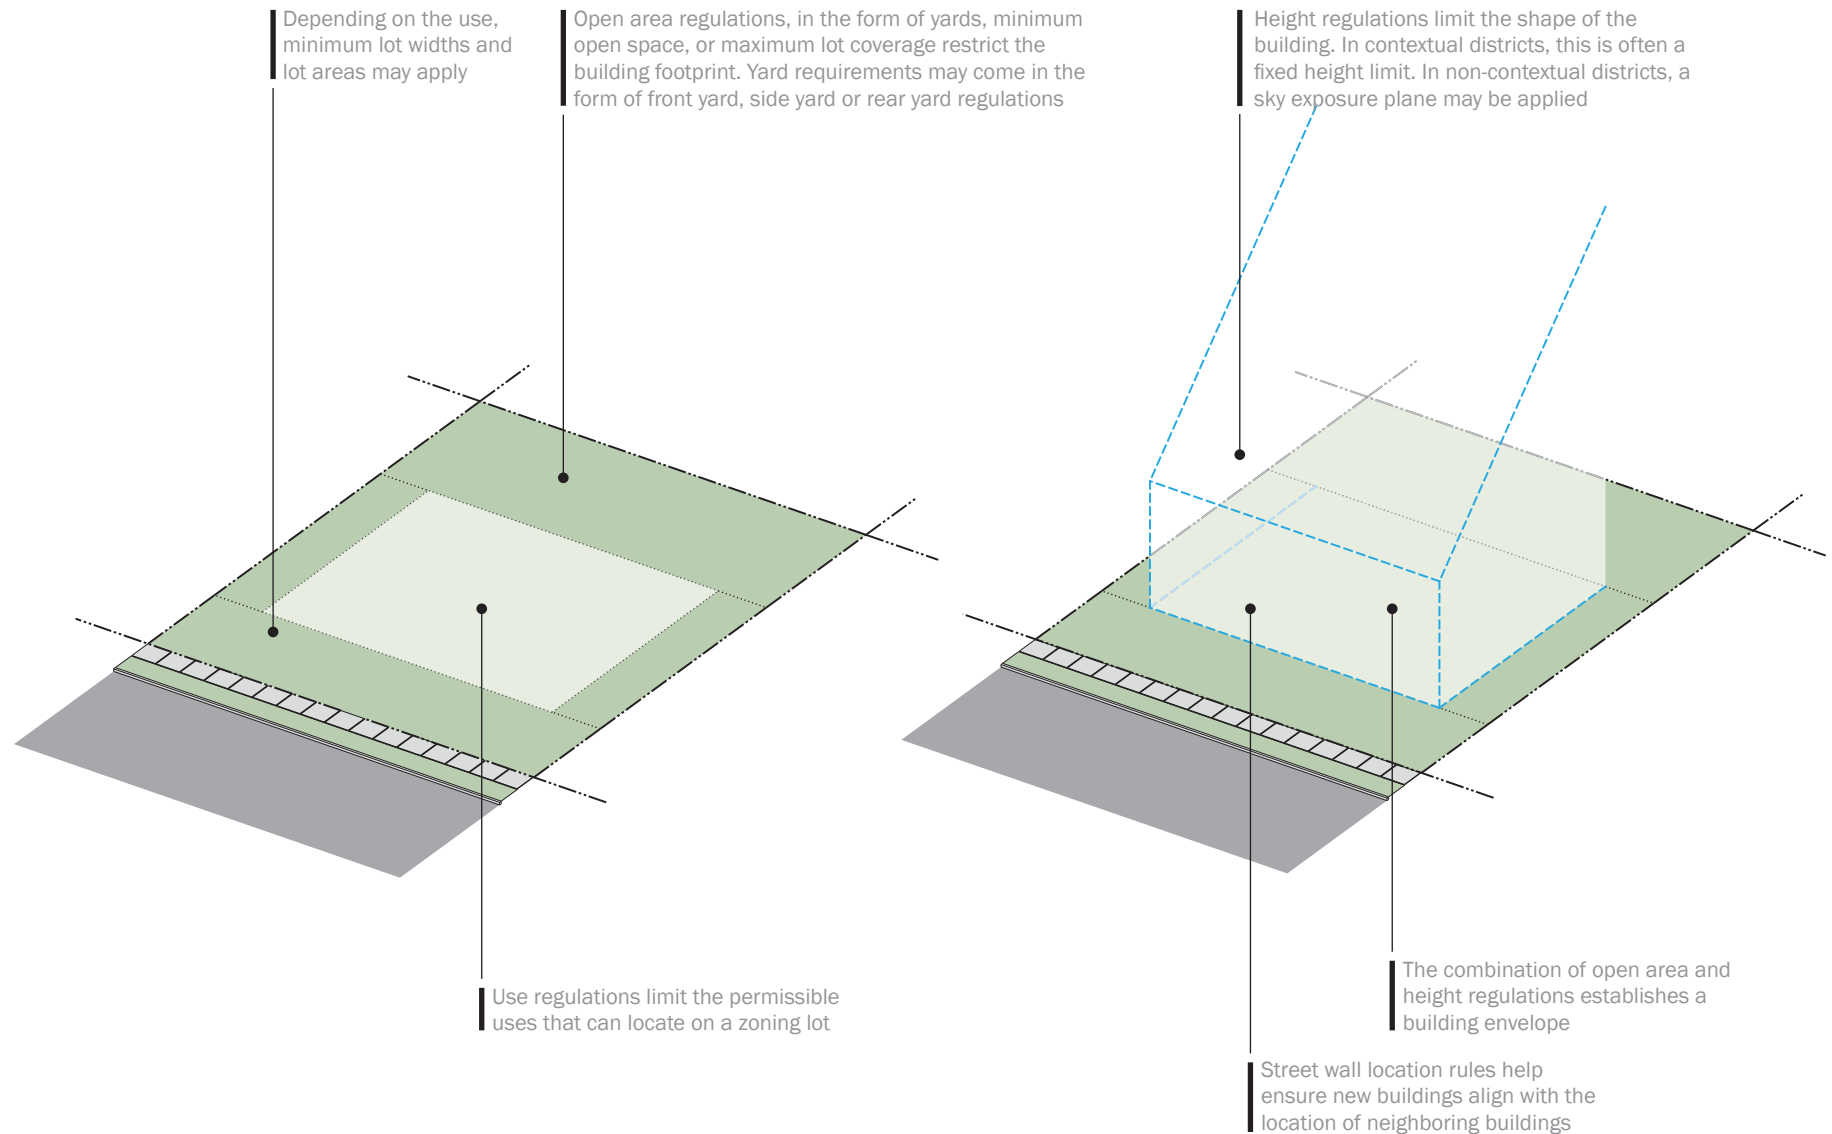 Depending on the use,
minimum lot widths and
lot areas may apply
Open area regulations, in the form of yards, minimum
open space, or maximum lot coverage restrict the
building footprint. Yard requirements may come in the
form of front yard, side yard or rear yard regulations
Height regulations limit the shape of the
building. In contextual districts, this is often a
fixed height limit. In non-contextual districts, a
sky exposure plane may be applied
Use regulations limit the permissible
uses that can locate on a zoning lot
The combination of open area and
height regulations establishes a
building envelope
Street wall location rules help
ensure new buildings align with the
location of neighboring buildings